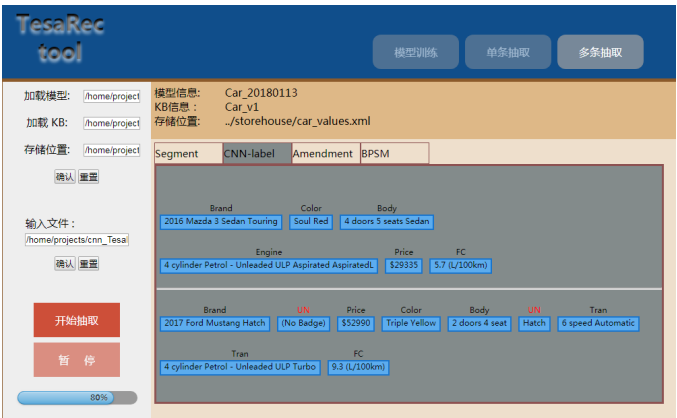 TesaRec
tool
模型训练 单条抽取 多条抽取
加载模型: /home/project
加载 KB: /home/project
存储位置: /home/project
确认 重置
输入文件：
/home/projects/cnn_Tesal
确认 重置
开始抽取
暂 停
80%
模型信息: Car_20180113
KB信息： Car_v1
存储位置: ../storehouse/car_values.xml
Segment CNN-label Amendment BPSM
Brand Color Body
2016 Mazda 3 Sedan Touring Soul Red 4 doors 5 seats Sedan
Engine Price FC
4 cylinder Petrol - Unleaded ULP Aspirated AspiratedL $29335 5.7 (L/100km)
Brand UN Price Color Body UN Tran
2017 Ford Mustang Hatch (No Badge) $52990 Triple Yellow 2 doors 4 seat Hatch 6 speed Automatic
Tran FC
4 cylinder Petrol - Unleaded ULP Turbo 9.3 (L/100km)